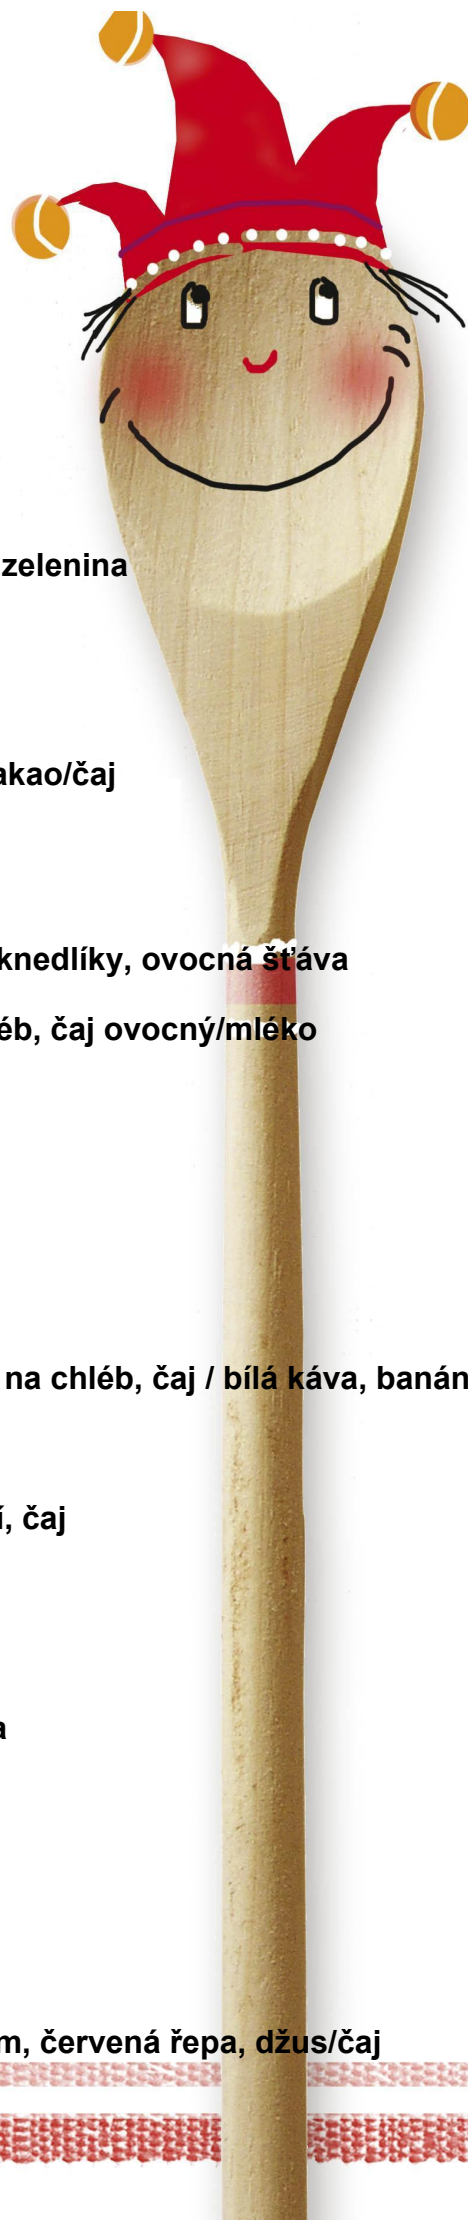 zelenina
akao/čaj
knedlíky, ovocná šťáva
éb, čaj ovocný/mléko
na chléb, čaj / bílá káva, banán
í, čaj
a
m, červená řepa, džus/čaj